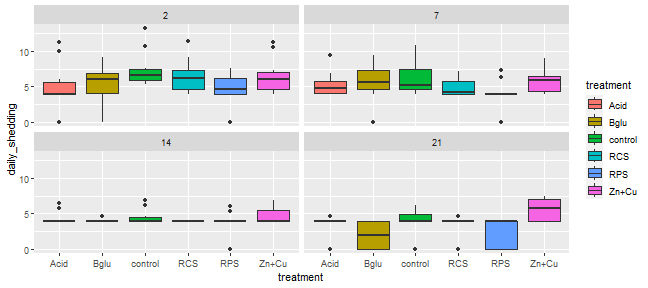 2
7
10
5
0
14
21
10
5
0
Acid Bglu control RCS RPS Zn+Cu
Acid Bglu control RCS RPS Zn+Cu
daily_shedding
treatment
treatment
Acid
Bglu
control
RCS
RPS
Zn+Cu